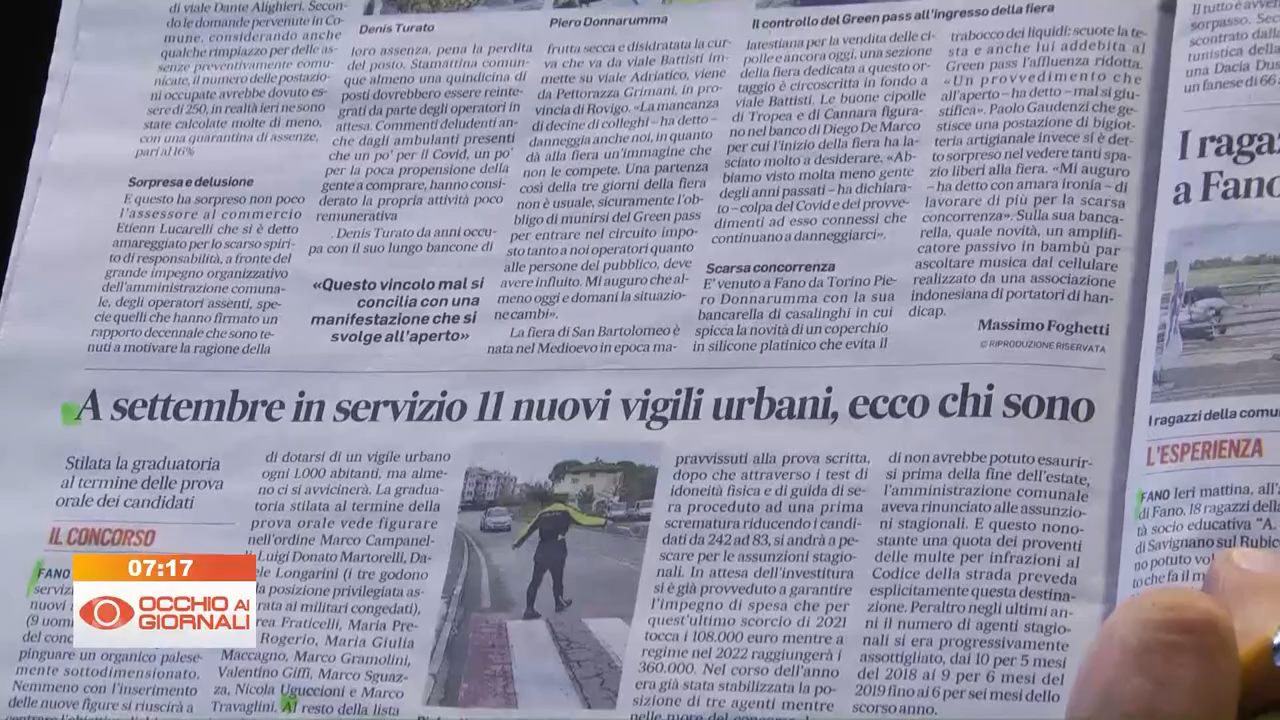 di viale Dante Alighieri. Secon-
do le domande pervenute in Co-
mune, considerando anche
qualche rimpiazzo per delle as-
senze preventivamente comu-
nicate, il numero delle postazio-
ni occupate avrebbe dovuto es-
sere di 250, in realtà ieri ne sono
state calcolate molte di meno,
con una quarantina di assenze,
pari al 16%
Sorpresa e delusione
E questo ha sorpreso non poco
l'assessore al commercio
Etienn Lucarelli che si è detto
amareggiato per lo scarso spiri-
to di responsabilità, a fronte del
grande impegno organizzativo
dell'amministrazione comuna-
le, degli operatori assenti, spe-
cie quelli che hanno firmato un
rapporto decennale che sono te-
nuti a motivare la ragione della
Denis Turato
loro assenza, pena la perdita
del posto. Stamattina comun-
que almeno una quindicina di
posti dovrebbero essere reinte-
grati da parte degli operatori in
attesa. Commenti deludenti an-
che dagli ambulanti presenti
che un po' per il Covid, un po'
per la poca propensione della
gente a comprare, hanno consi-
derato la propria attività poco
remunerativa
Denis Turato da anni occu-
pa con il suo lungo bancone di
«Questo vincolo mal si
concilia con una
manifestazione che si
svolge all'aperto»
Piero Donnarumma
frutta secca e disidratata la cur-
va che va da viale Battisti im-
mette su viale Adriatico, viene
da Pettorazza Grimani, in pro-
vincia di Rovigo. «La mancanza
di decine di colleghi – ha detto –
danneggia anche noi, in quanto
dà alla fiera un'immagine che
non le compete. Una partenza
così della tre giorni della fiera
non è usuale, sicuramente l'ob-
bligo di munirsi del Green pass
per entrare nel circuito impo-
sto tanto a noi operatori quanto
alle persone del pubblico, deve
avere influito. Mi auguro che al-
meno oggi e domani la situazio-
ne cambi».
La fiera di San Bartolomeo è
nata nel Medioevo in epoca ma-
Il controllo del Green pass all'ingresso della fiera
latestiana per la vendita delle ci-
polle e ancora oggi, una sezione
della fiera dedicata a questo or-
taggio è circoscritta in fondo a
viale Battisti. Le buone cipolle
di Tropea e di Cannara figura-
no nel banco di Diego De Marco
per cui l'inizio della fiera ha la-
sciato molto a desiderare. «Ab-
biamo visto molta meno gente
degli anni passati – ha dichiara-
to – colpa del Covid e dei provve-
dimenti ad esso connessi che
continuano a danneggiarci».
Scarsa concorrenza
E' venuto a Fano da Torino Pie-
ro Donnarumma con la sua
bancarella di casalinghi in cui
spicca la novità di un coperchio
in silicone platinico che evita il
trabocco dei liquidi: scuote la te-
sta e anche lui addebita al
Green pass l'affluenza ridotta.
«Un provvedimento che
all'aperto – ha detto – mal si giu-
stifica». Paolo Gaudenzi che ge-
stisce una postazione di bigiot-
teria artigianale invece si è det-
to sorpreso nel vedere tanti spa-
zio liberi alla fiera. «Mi auguro
– ha detto con amara ironia – di
lavorare di più per la scarsa
concorrenza». Sulla sua banca-
rella, quale novità, un amplifi-
catore passivo in bambù par
ascoltare musica dal cellulare
realizzato da una associazione
indonesiana di portatori di han-
dicap.
Massimo Foghetti
© RIPRODUZIONE RISERVATA
A settembre in servizio 11 nuovi vigili urbani, ecco chi sono
Stilata la graduatoria
al termine delle prova
orale dei candidati
IL CONCORSO
FANO
serviz
nuovi
(9 uom
del conc
pinguare un organico palese-
mente sottodimensionato.
Nemmeno con l'inserimento
delle nuove figure si riuscirà a
di dotarsi di un vigile urbano
ogni 1.000 abitanti, ma alme-
no ci si avvicinerà. La gradua-
toria stilata al termine della
prova orale vede figurare
nell'ordine Marco Campanel-
Luigi Donato Martorelli, Da-
ele Longarini (i tre godono
a posizione privilegiata as-
rata ai militari congedati),
rea Fraticelli, Maria Pre-
Rogerio, Maria Giulia
Maccagno, Marco Gramolini,
Valentino Giffi, Marco Sguaz-
za, Nicola Uguccioni e Marco
Travaglini. Al resto della lista
pravvissuti alla prova scritta,
dopo che attraverso i test di
idoneità fisica e di guida di se-
ra proceduto ad una prima
scrematura riducendo i candi-
dati da 242 ad 83, si andrà a pe-
scare per le assunzioni stagio-
nali. In attesa dell'investitura
si è già provveduto a garantire
l'impegno di spesa che per
quest'ultimo scorcio di 2021
tocca i 108.000 euro mentre a
regime nel 2022 raggiungerà i
360.000. Nel corso dell'anno
era già stata stabilizzata la po-
sizione di tre agenti mentre
di non avrebbe potuto esaurir-
si prima della fine dell'estate,
l'amministrazione comunale
aveva rinunciato alle assunzio-
ni stagionali. E questo nono-
stante una quota dei proventi
delle multe per infrazioni al
Codice della strada preveda
esplicitamente questa destina-
zione. Peraltro negli ultimi an-
ni il numero di agenti stagio-
nali si era progressivamente
assottigliato, dai 10 per 5 mesi
del 2018 ai 9 per 6 mesi del
2019 fino ai 6 per sei mesi dello
scorso anno.
Il tutto è avven
sorpasso. Sec
scontrato dall
tunistica della
una Dacia Dus
un fanese di 66
I ragaz
a Fano
I ragazzi della comu
L'ESPERIENZA
FANO Ieri mattina, all'a
di Fano, 18 ragazzi della
tà socio educativa "A.
di Savignano sul Rubic
no potuto vol
to che fa il m
07:17
OCCHIO AI
GIORNALI